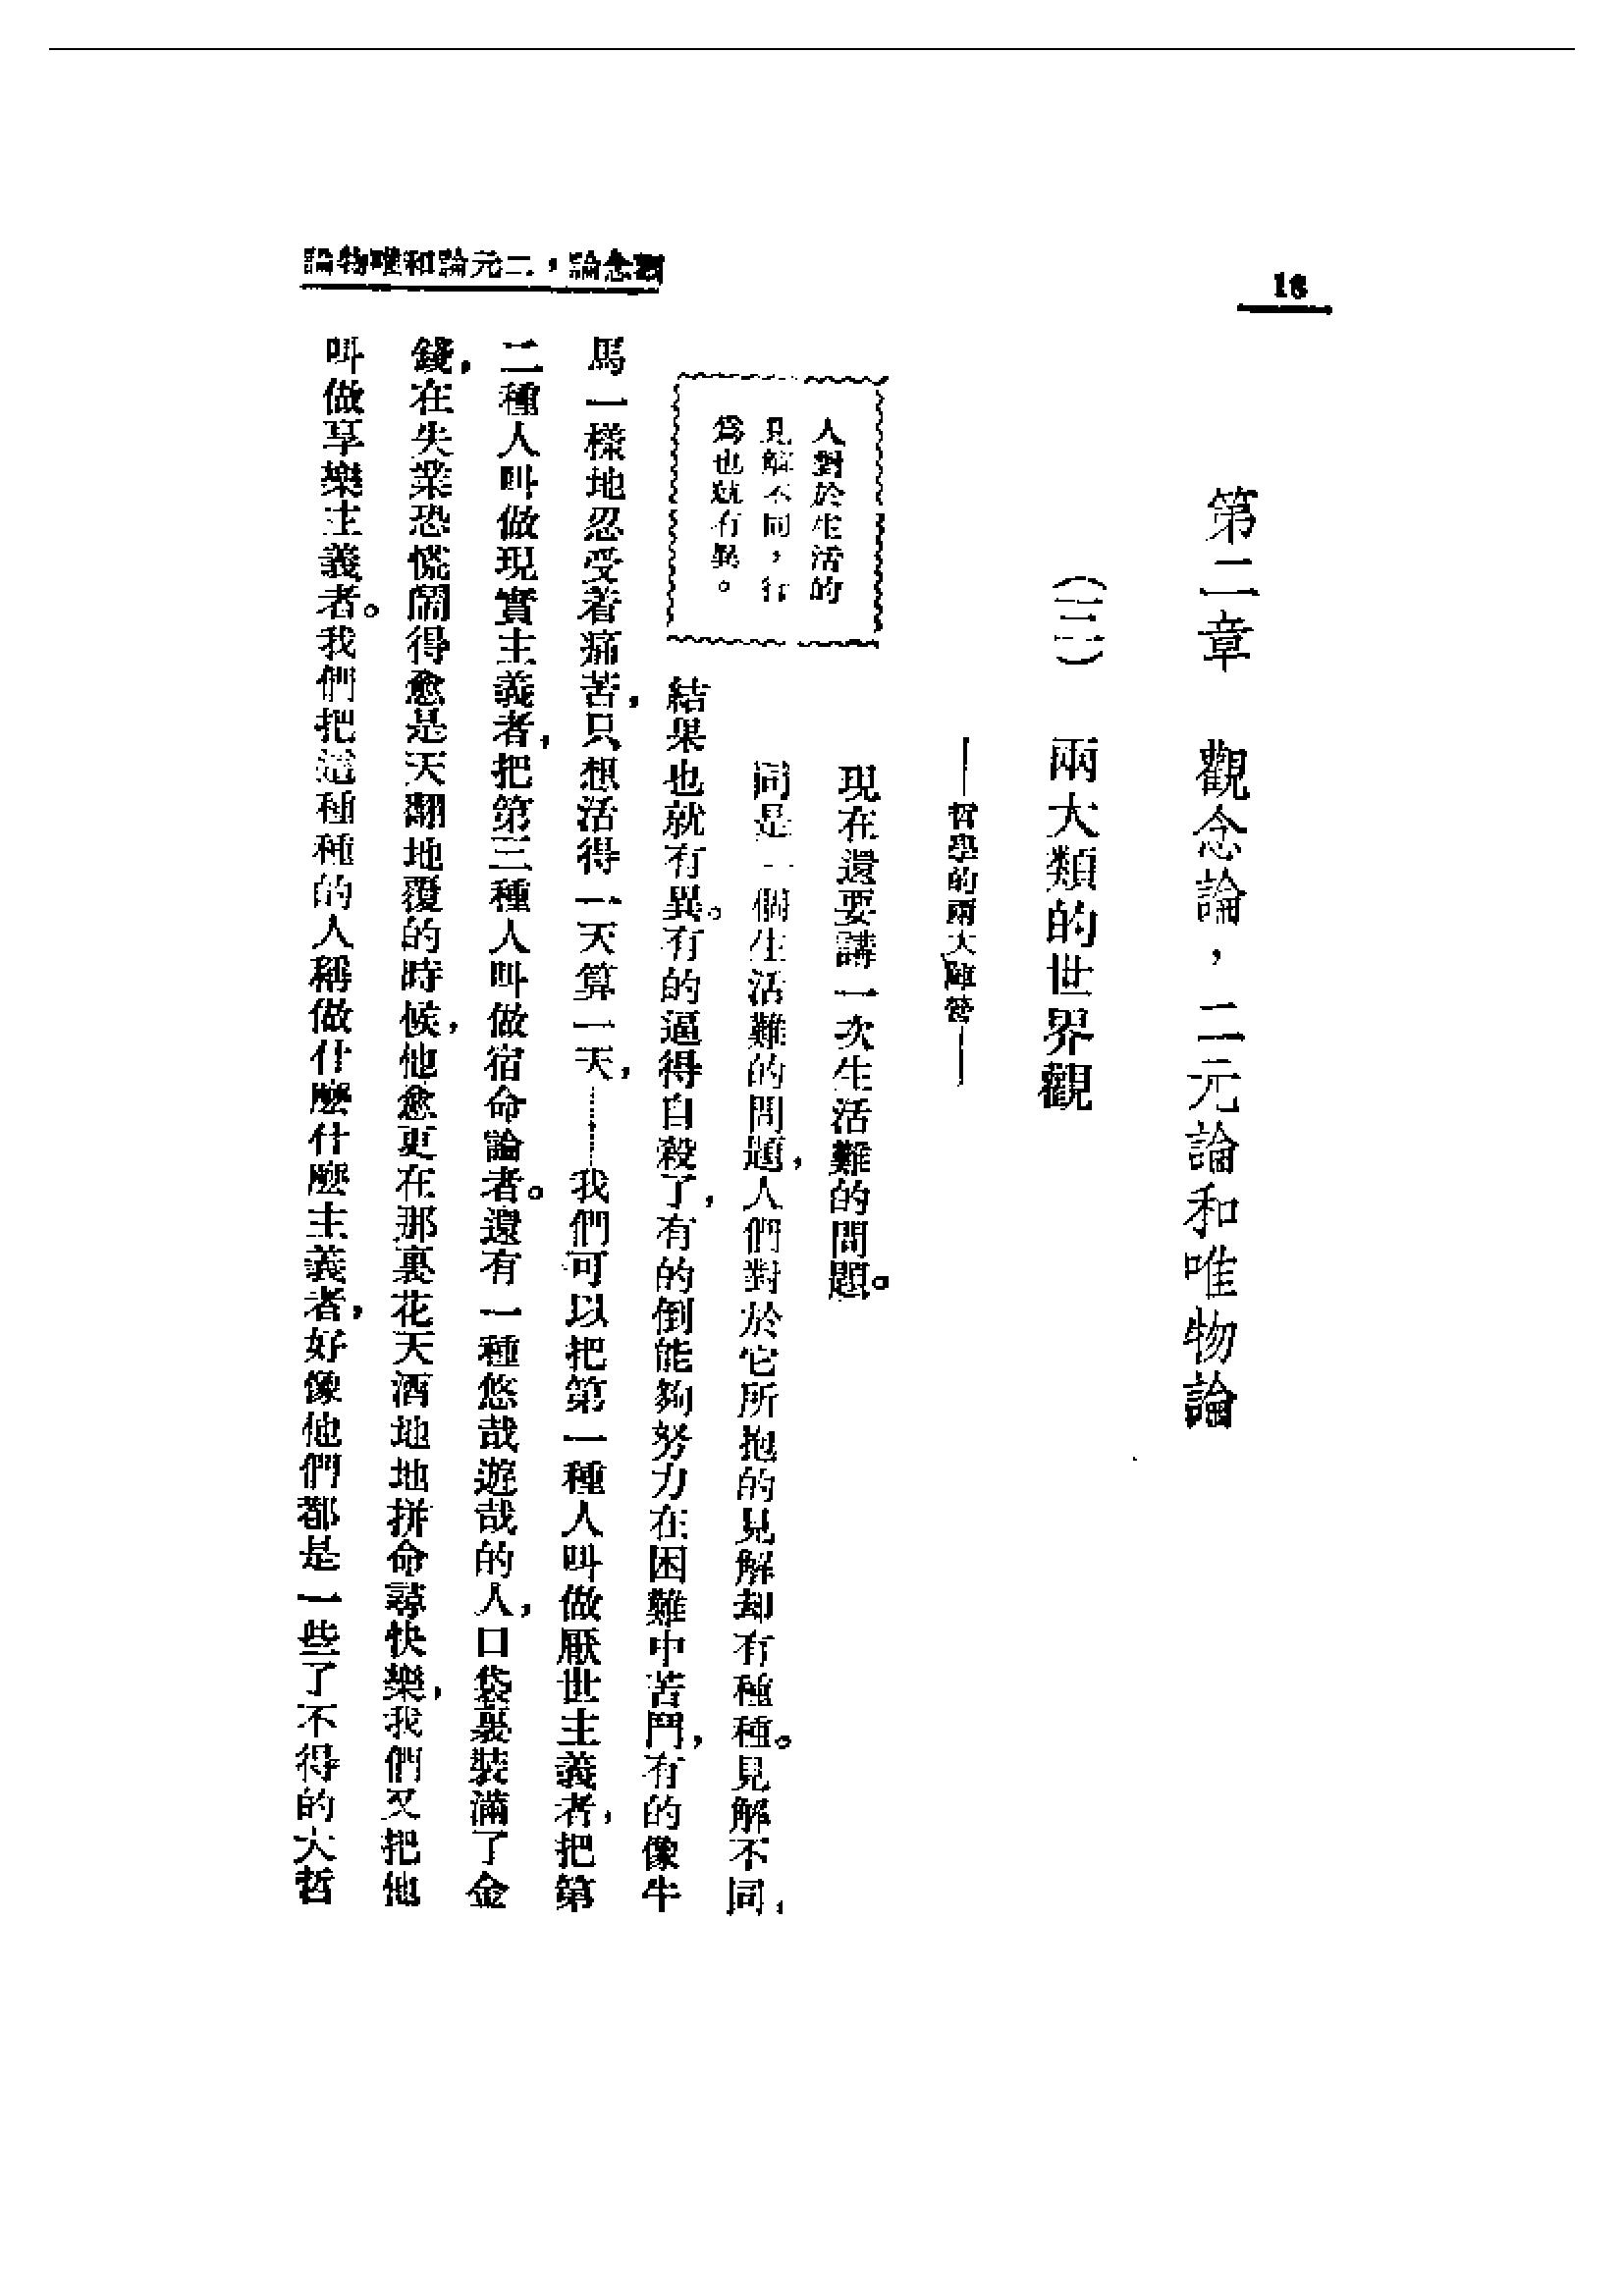 觀念論，二元論和唯物論
18
第二章　觀念論，二元論和唯物論
（三）　兩大類的世界觀
——哲學的兩大陣營——
現在還要講一次生活難的問題。
人對於生活的
見解不同，行
爲也就有異。
同是一個生活難的問題，人們對於它所抱的見解却有種種。見解不同，
結果也就有異。有的逼得自殺了，有的倒能夠努力在困難中苦鬥，有的像牛
馬一樣地忍受着痛苦，只想活得一天算一天，……我們可以把第一種人叫做厭世主義者，把第
二種人叫做現實主義者，把第三種人叫做宿命論者。還有一種悠哉遊哉的人，口袋裏裝滿了金
錢，在失業恐慌鬧得愈是天翻地覆的時候，他愈更在那裏花天酒地地拼命尋快樂，我們又把他
叫做享樂主義者。我們把這種種的人稱做什麼什麼主義者，好像他們都是一些了不得的大哲